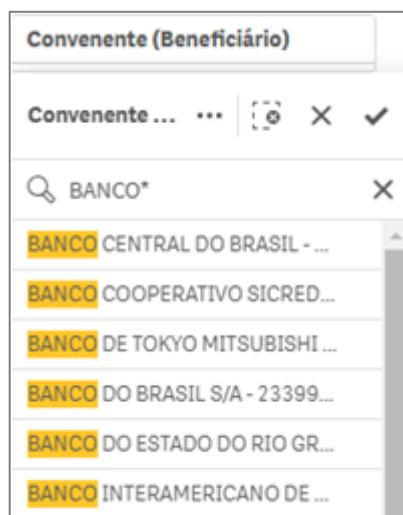 Convenente (Beneficiário)
Convenente ... ...
BANCO*
BANCO CENTRAL DO BRASIL - ...
BANCO COOPERATIVO SICRED...
BANCO DE TOKYO MITSUBISHI ...
BANCO DO BRASIL S/A - 23399...
BANCO DO ESTADO DO RIO GR...
BANCO INTERAMERICANO DE ...